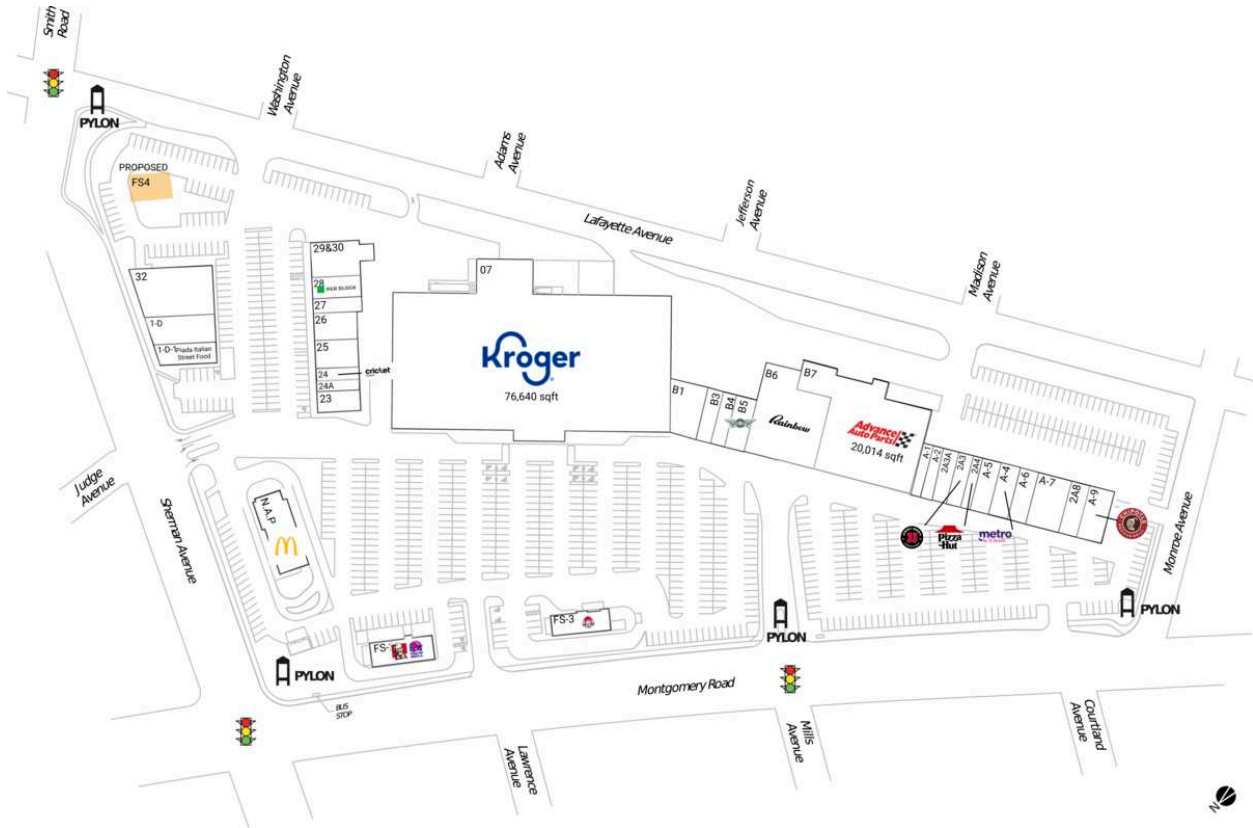 Smith
Road
PYLON
Washington
Avenue
Adams
Avenue
Lafayette Avenue
Jefferson
Avenue
Madison
Avenue
PROPOSED
FS4
32
1-D
1-D-1
Piada Italian
Street Food
29&30
28
H&R BLOCK
27
26
25
24
cricket
24A
23
07
Kroger
76,640 sqft
B1
B3
B4
B5
B6
Rainbow
B7
Advance
Auto Parts
20,014 sqft
A-1
A-2
2A3A
2A3
2A4
A-5
A-4
A-6
A-7
2A8
A-9
Pizza
Hut
metro
CHIPOTLE
Monroe Avenue
Judge
Avenue
Sherman Avenue
N.A.P
FS-3
KFC
PYLON
PYLON
PYLON
BUS
STOP
Montgomery Road
Lawrence
Avenue
Mills
Avenue
Courtland
Avenue
N